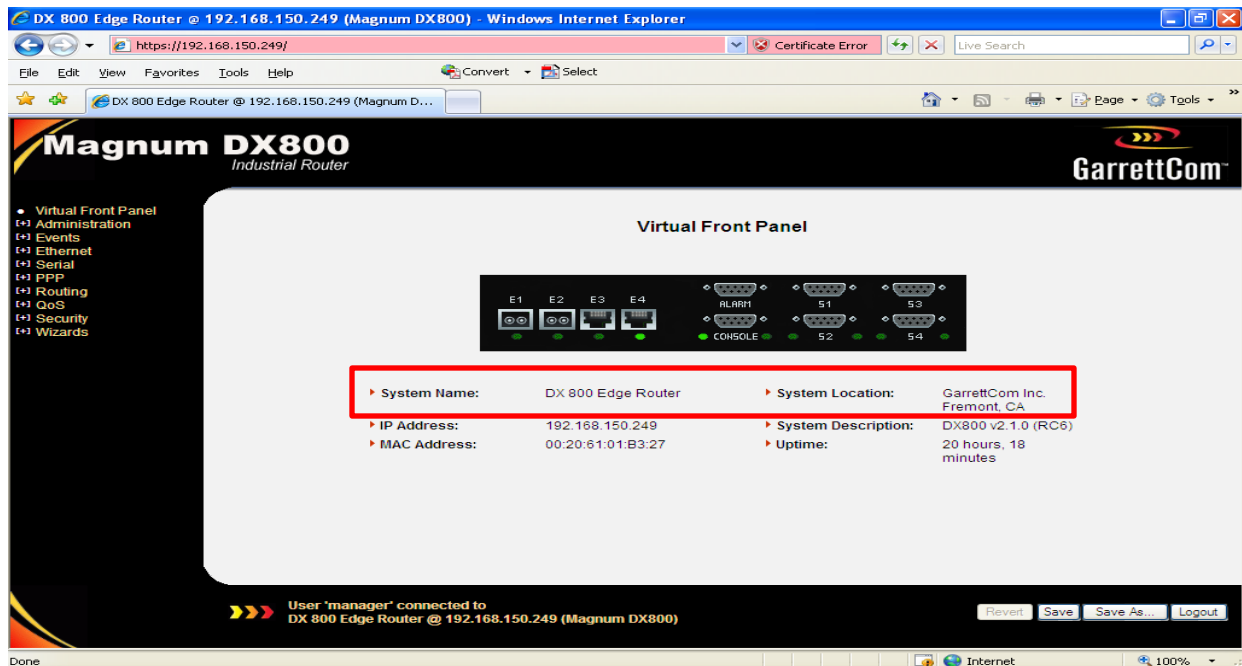 DX 800 Edge Router @ 192.168.150.249 (Magnum DX800) - Windows Internet Explorer
https://192.168.150.249/
Certificate Error
Live Search
File Edit View Favorites Tools Help
Convert
Select
DX 800 Edge Router @ 192.168.150.249 (Magnum D...
Page
Tools
»
Magnum DX800
Industrial Router
GarrettCom
Virtual Front Panel
[+] Administration
[+] Events
[+] Ethernet
[+] Serial
[+] PPP
[+] Routing
[+] QoS
[+] Security
[+] Wizards
Virtual Front Panel
E1 E2 E3 E4
ALARM S1 S3
CONSOLE S2 S4
System Name: DX 800 Edge Router System Location: GarrettCom Inc.
Fremont, CA
IP Address: 192.168.150.249 System Description: DX800 v2.1.0 (RC6)
MAC Address: 00:20:61:01:B3:27 Uptime: 20 hours, 18
minutes
User 'manager' connected to
DX 800 Edge Router @ 192.168.150.249 (Magnum DX800)
Revert Save Save As... Logout
Done
Internet
100%